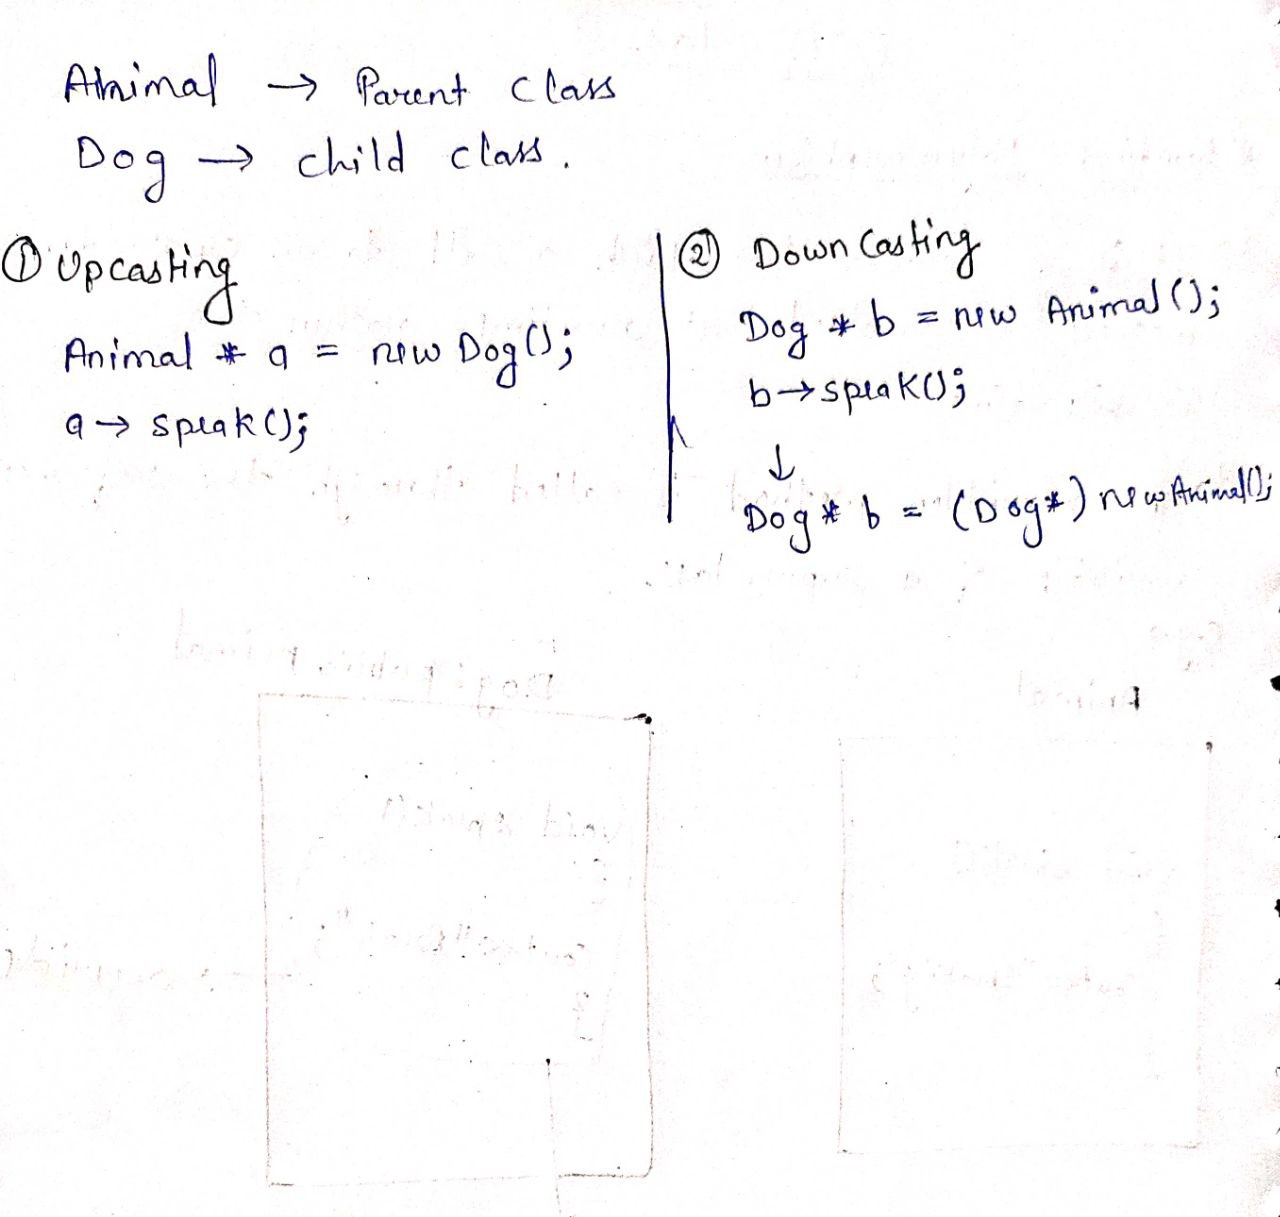 Animal → Parent class
Dog → child class.
① Upcasting
Animal * a = new Dog();
a → speak();
② Down Casting
Dog * b = new Animal();
b → speak();
↓
Dog * b = (Dog*) new Animal();